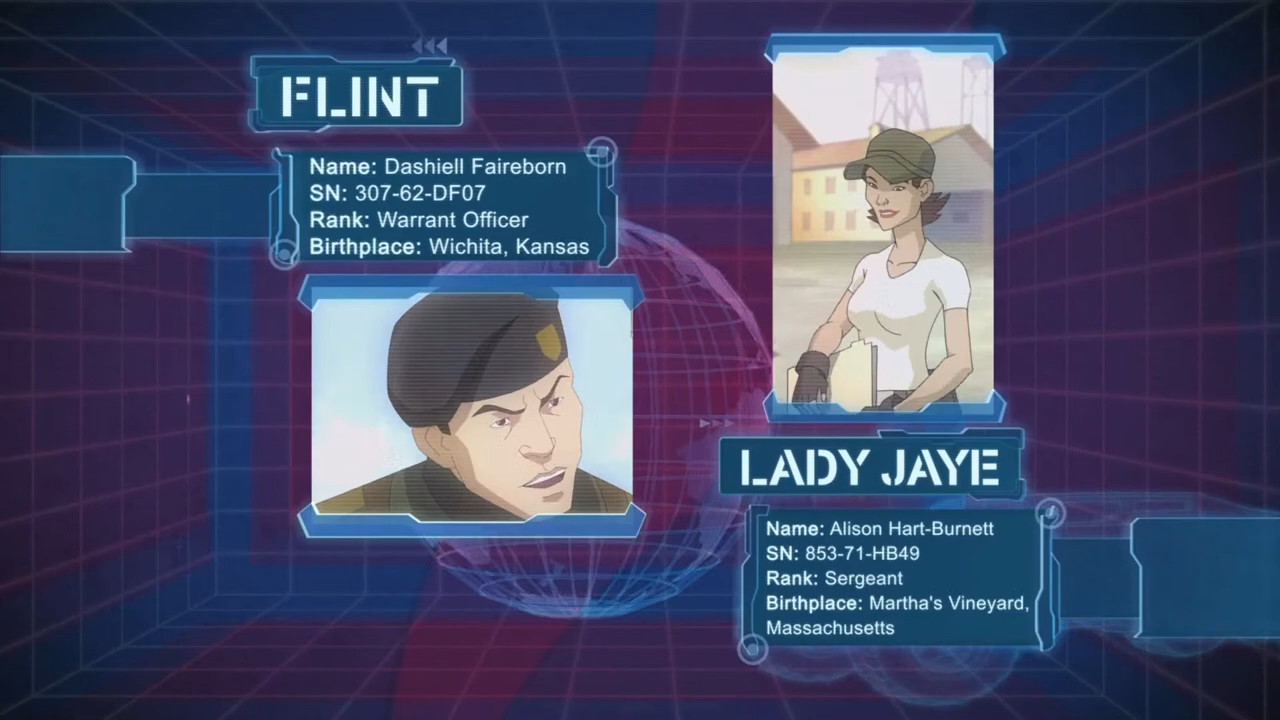 FLINT
Name: Dashiell Faireborn
SN: 307-62-DF07
Rank: Warrant Officer
Birthplace: Wichita, Kansas
LADY JAYE
Name: Alison Hart-Burnett
SN: 853-71-HB49
Rank: Sergeant
Birthplace: Martha's Vineyard,
Massachusetts